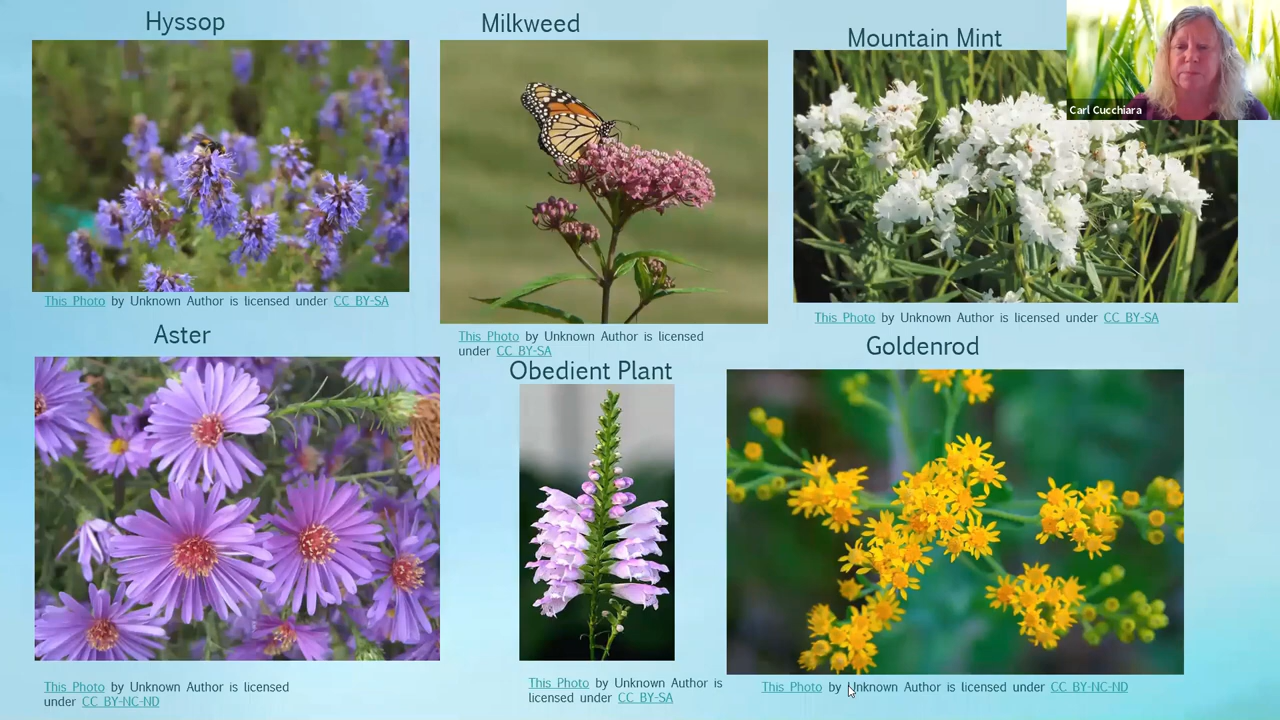 Hyssop
Milkweed
Mountain Mint
Carl Cucchiara
This Photo by Unknown Author is licensed under CC BY-SA
This Photo by Unknown Author is licensed
under CC BY-SA
This Photo by Unknown Author is licensed under CC BY-SA
Aster
Obedient Plant
Goldenrod
This Photo by Unknown Author is licensed
under CC BY-NC-ND
This Photo by Unknown Author is
licensed under CC BY-SA
This Photo by Unknown Author is licensed under CC BY-NC-ND